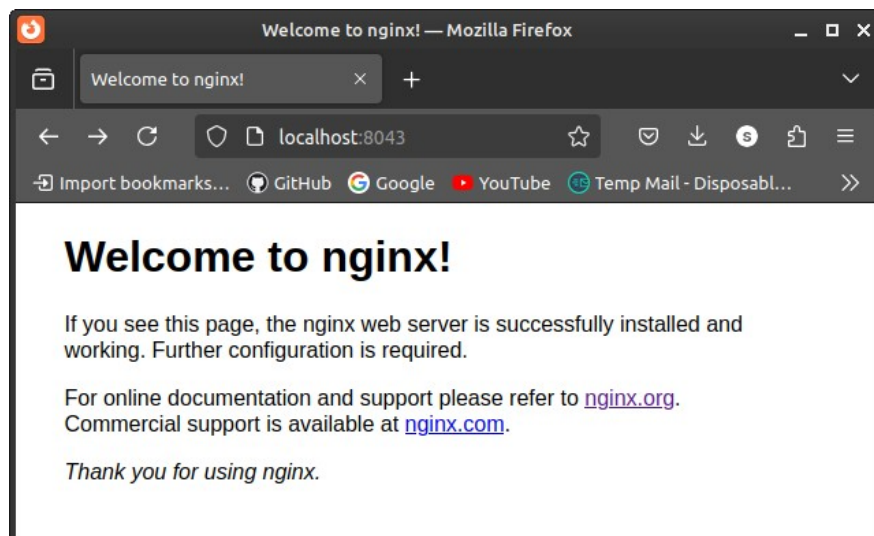 Welcome to nginx! — Mozilla Firefox
Welcome to nginx!
localhost:8043
S
Import bookmarks... GitHub Google YouTube Temp Mail - Disposabl...
Welcome to nginx!
If you see this page, the nginx web server is successfully installed and
working. Further configuration is required.
For online documentation and support please refer to nginx.org.
Commercial support is available at nginx.com.
Thank you for using nginx.